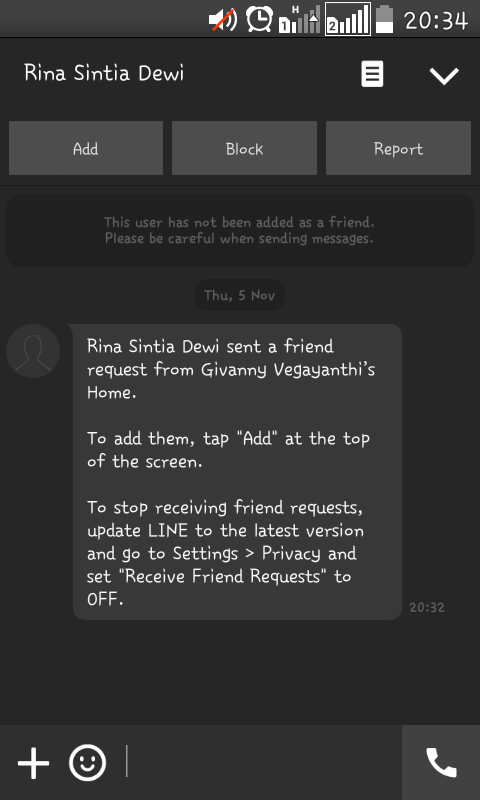 H
1
2
20:34
Rina Sintia Dewi
Add
Block
Report
This user has not been added as a friend.
Please be careful when sending messages.
Thu, 5 Nov
Rina Sintia Dewi sent a friend
request from Givanny Vegayanthi's
Home.
To add them, tap "Add" at the top
of the screen.
To stop receiving friend requests,
update LINE to the latest version
and go to Settings > Privacy and
set "Receive Friend Requests" to
OFF.
20:32